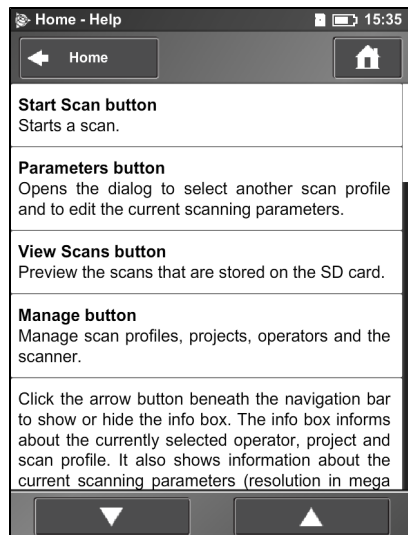 Home - Help 15:35
Home
Start Scan button
Starts a scan.
Parameters button
Opens the dialog to select another scan profile
and to edit the current scanning parameters.
View Scans button
Preview the scans that are stored on the SD card.
Manage button
Manage scan profiles, projects, operators and the
scanner.
Click the arrow button beneath the navigation bar
to show or hide the info box. The info box informs
about the currently selected operator, project and
scan profile. It also shows information about the
current scanning parameters (resolution in mega